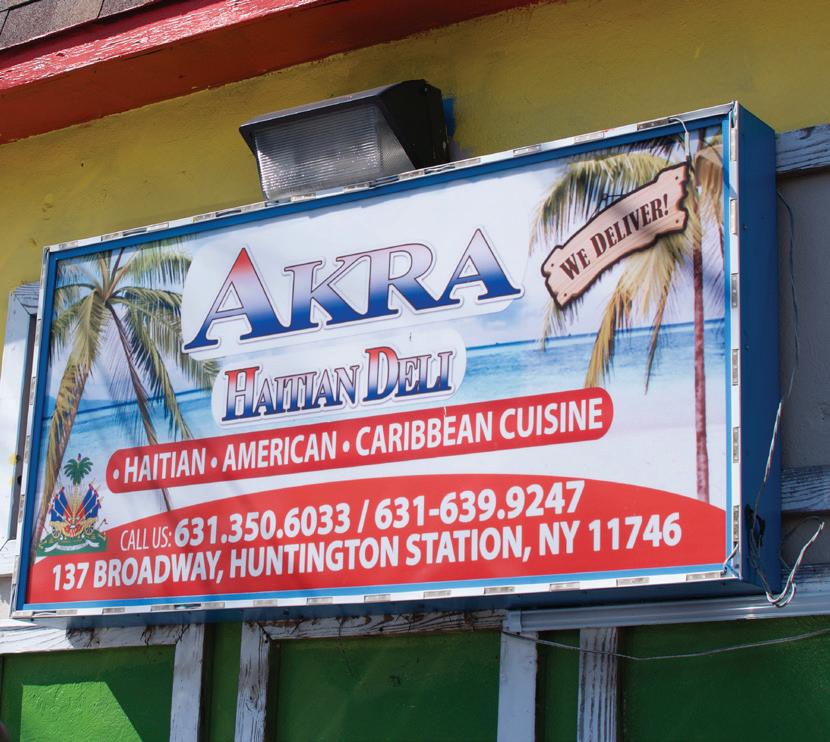 AKRA
WE DELIVER!
HAITIAN DELI
• HAITIAN • AMERICAN • CARIBBEAN CUISINE
CALL US: 631.350.6033 / 631-639.9247
137 BROADWAY, HUNTINGTON STATION, NY 11746